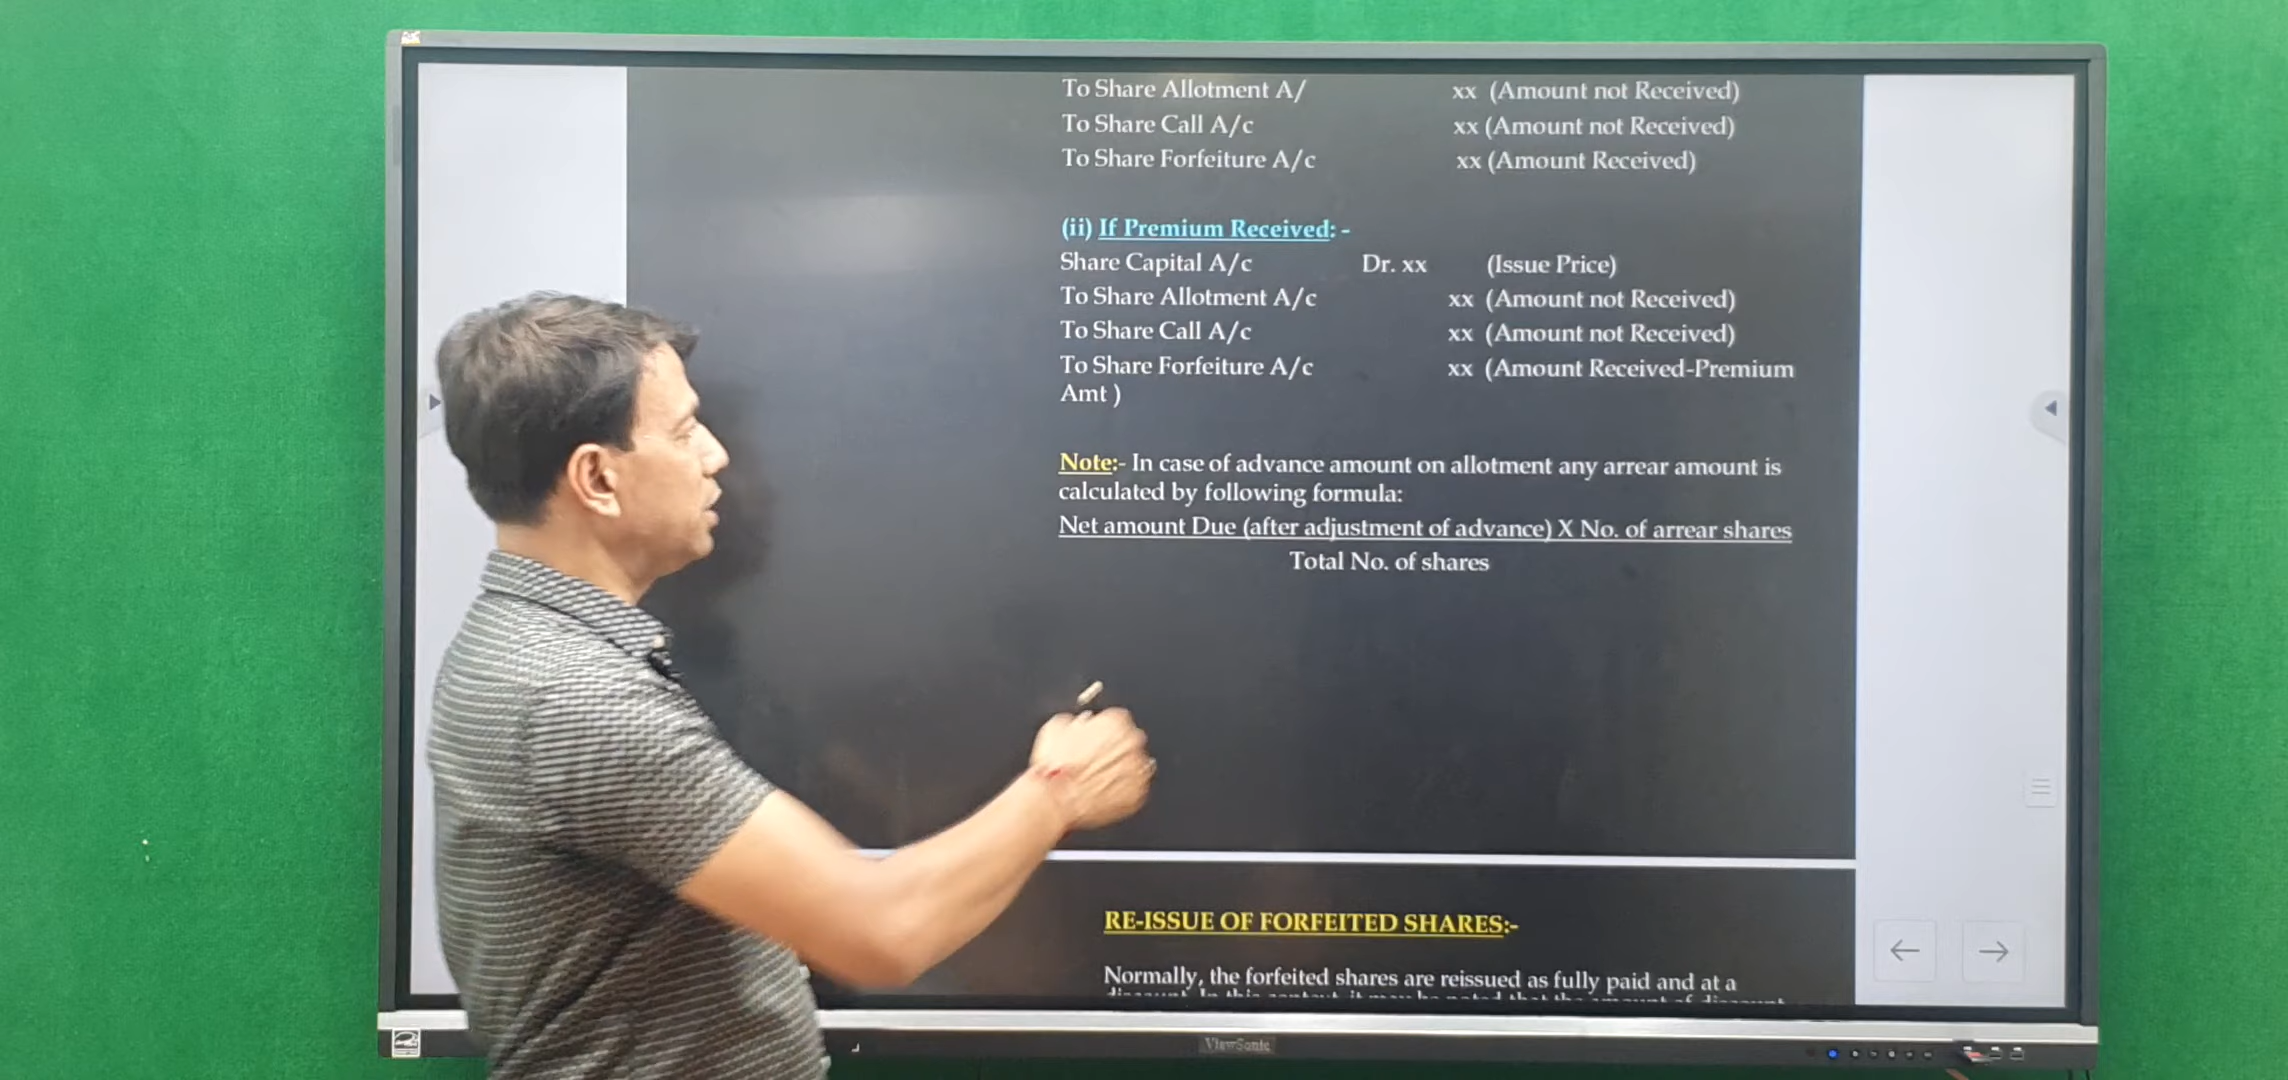 To Share Allotment A/ xx (Amount not Received)
To Share Call A/c xx (Amount not Received)
To Share Forfeiture A/c xx (Amount Received)
(ii) If Premium Received: -
Share Capital A/c Dr. xx (Issue Price)
To Share Allotment A/c xx (Amount not Received)
To Share Call A/c xx (Amount not Received)
To Share Forfeiture A/c xx (Amount Received-Premium
Amt )
Note:- In case of advance amount on allotment any arrear amount is
calculated by following formula:
Net amount Due (after adjustment of advance) X No. of arrear shares
Total No. of shares
RE-ISSUE OF FORFEITED SHARES:-
Normally, the forfeited shares are reissued as fully paid and at a
ViewSonic